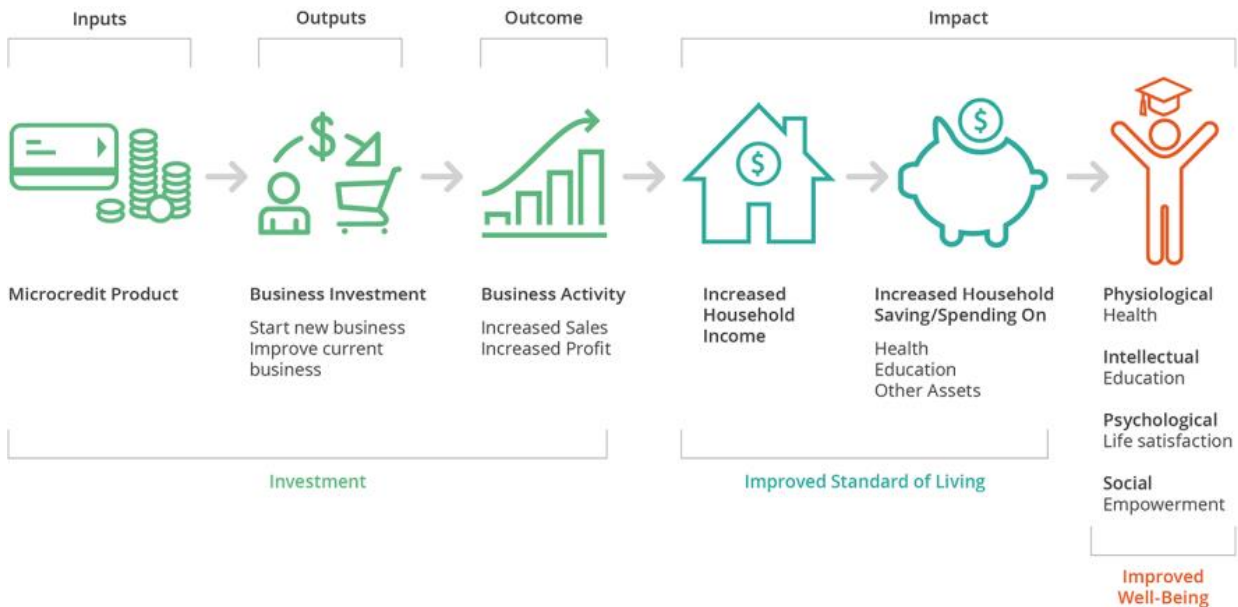 Inputs
Outputs
Outcome
Impact
$
$
$
Microcredit Product
Business Investment
Start new business
Improve current
business
Business Activity
Increased Sales
Increased Profit
Increased
Household
Income
Increased Household
Saving/Spending On
Health
Education
Other Assets
Physiological
Health
Intellectual
Education
Psychological
Life satisfaction
Social
Empowerment
Investment
Improved Standard of Living
Improved
Well-Being